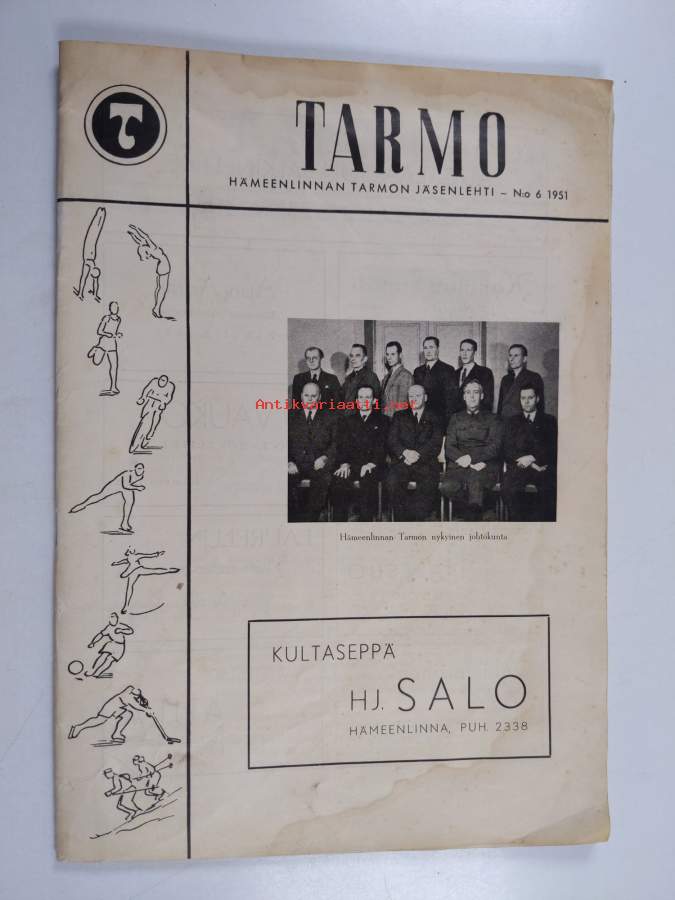 T
TARMO
HÄMEENLINNAN TARMON JÄSENLEHTI – N:o 6 1951
Antikvariaatti.net
Hämeenlinnan Tarmon nykyinen johtokunta
KULTASEPPÄ
HJ. SALO
HÄMEENLINNA, PUH. 2338